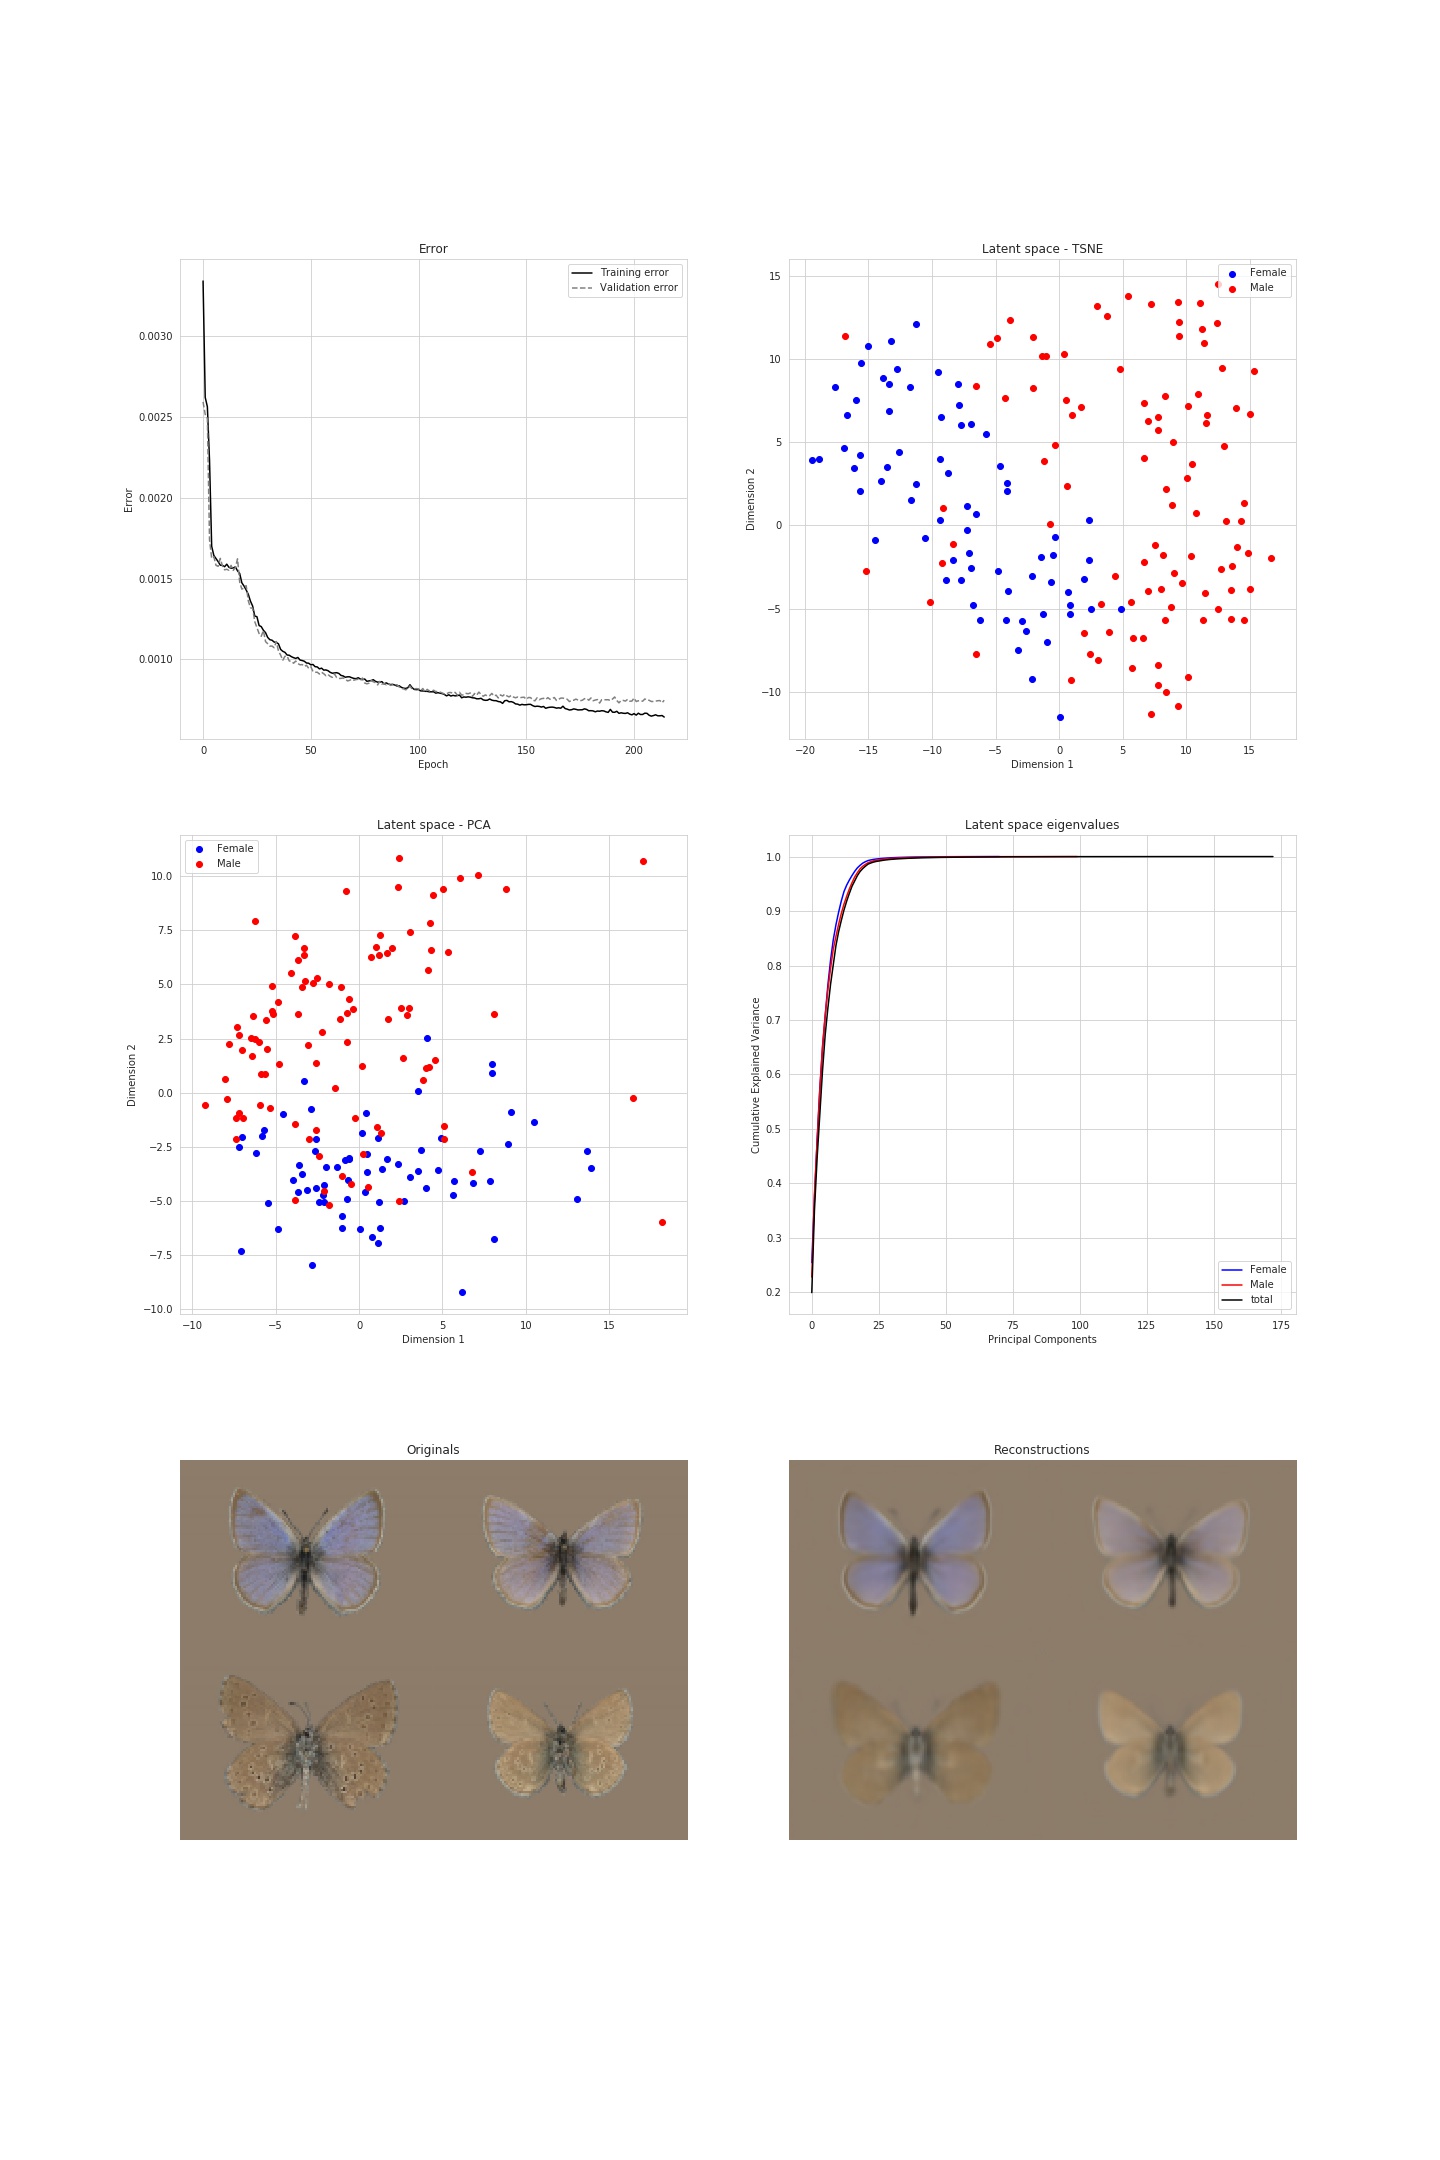 Error
Training error
Validation error
0.0030
0.0025
0.0020
0.0015
0.0010
Error
0 50 100 150 200
Epoch
Latent space - TSNE
Female
Male
15
10
5
0
−5
−10
Dimension 2
−20 −15 −10 −5 0 5 10 15
Dimension 1
Latent space - PCA
Female
Male
10.0
7.5
5.0
2.5
0.0
−2.5
−5.0
−7.5
−10.0
Dimension 2
−10 −5 0 5 10 15
Dimension 1
Latent space eigenvalues
1.0
0.9
0.8
0.7
0.6
0.5
0.4
0.3
0.2
Cumulative Explained Variance
Female
Male
total
0 25 50 75 100 125 150 175
Principal Components
Originals
Reconstructions